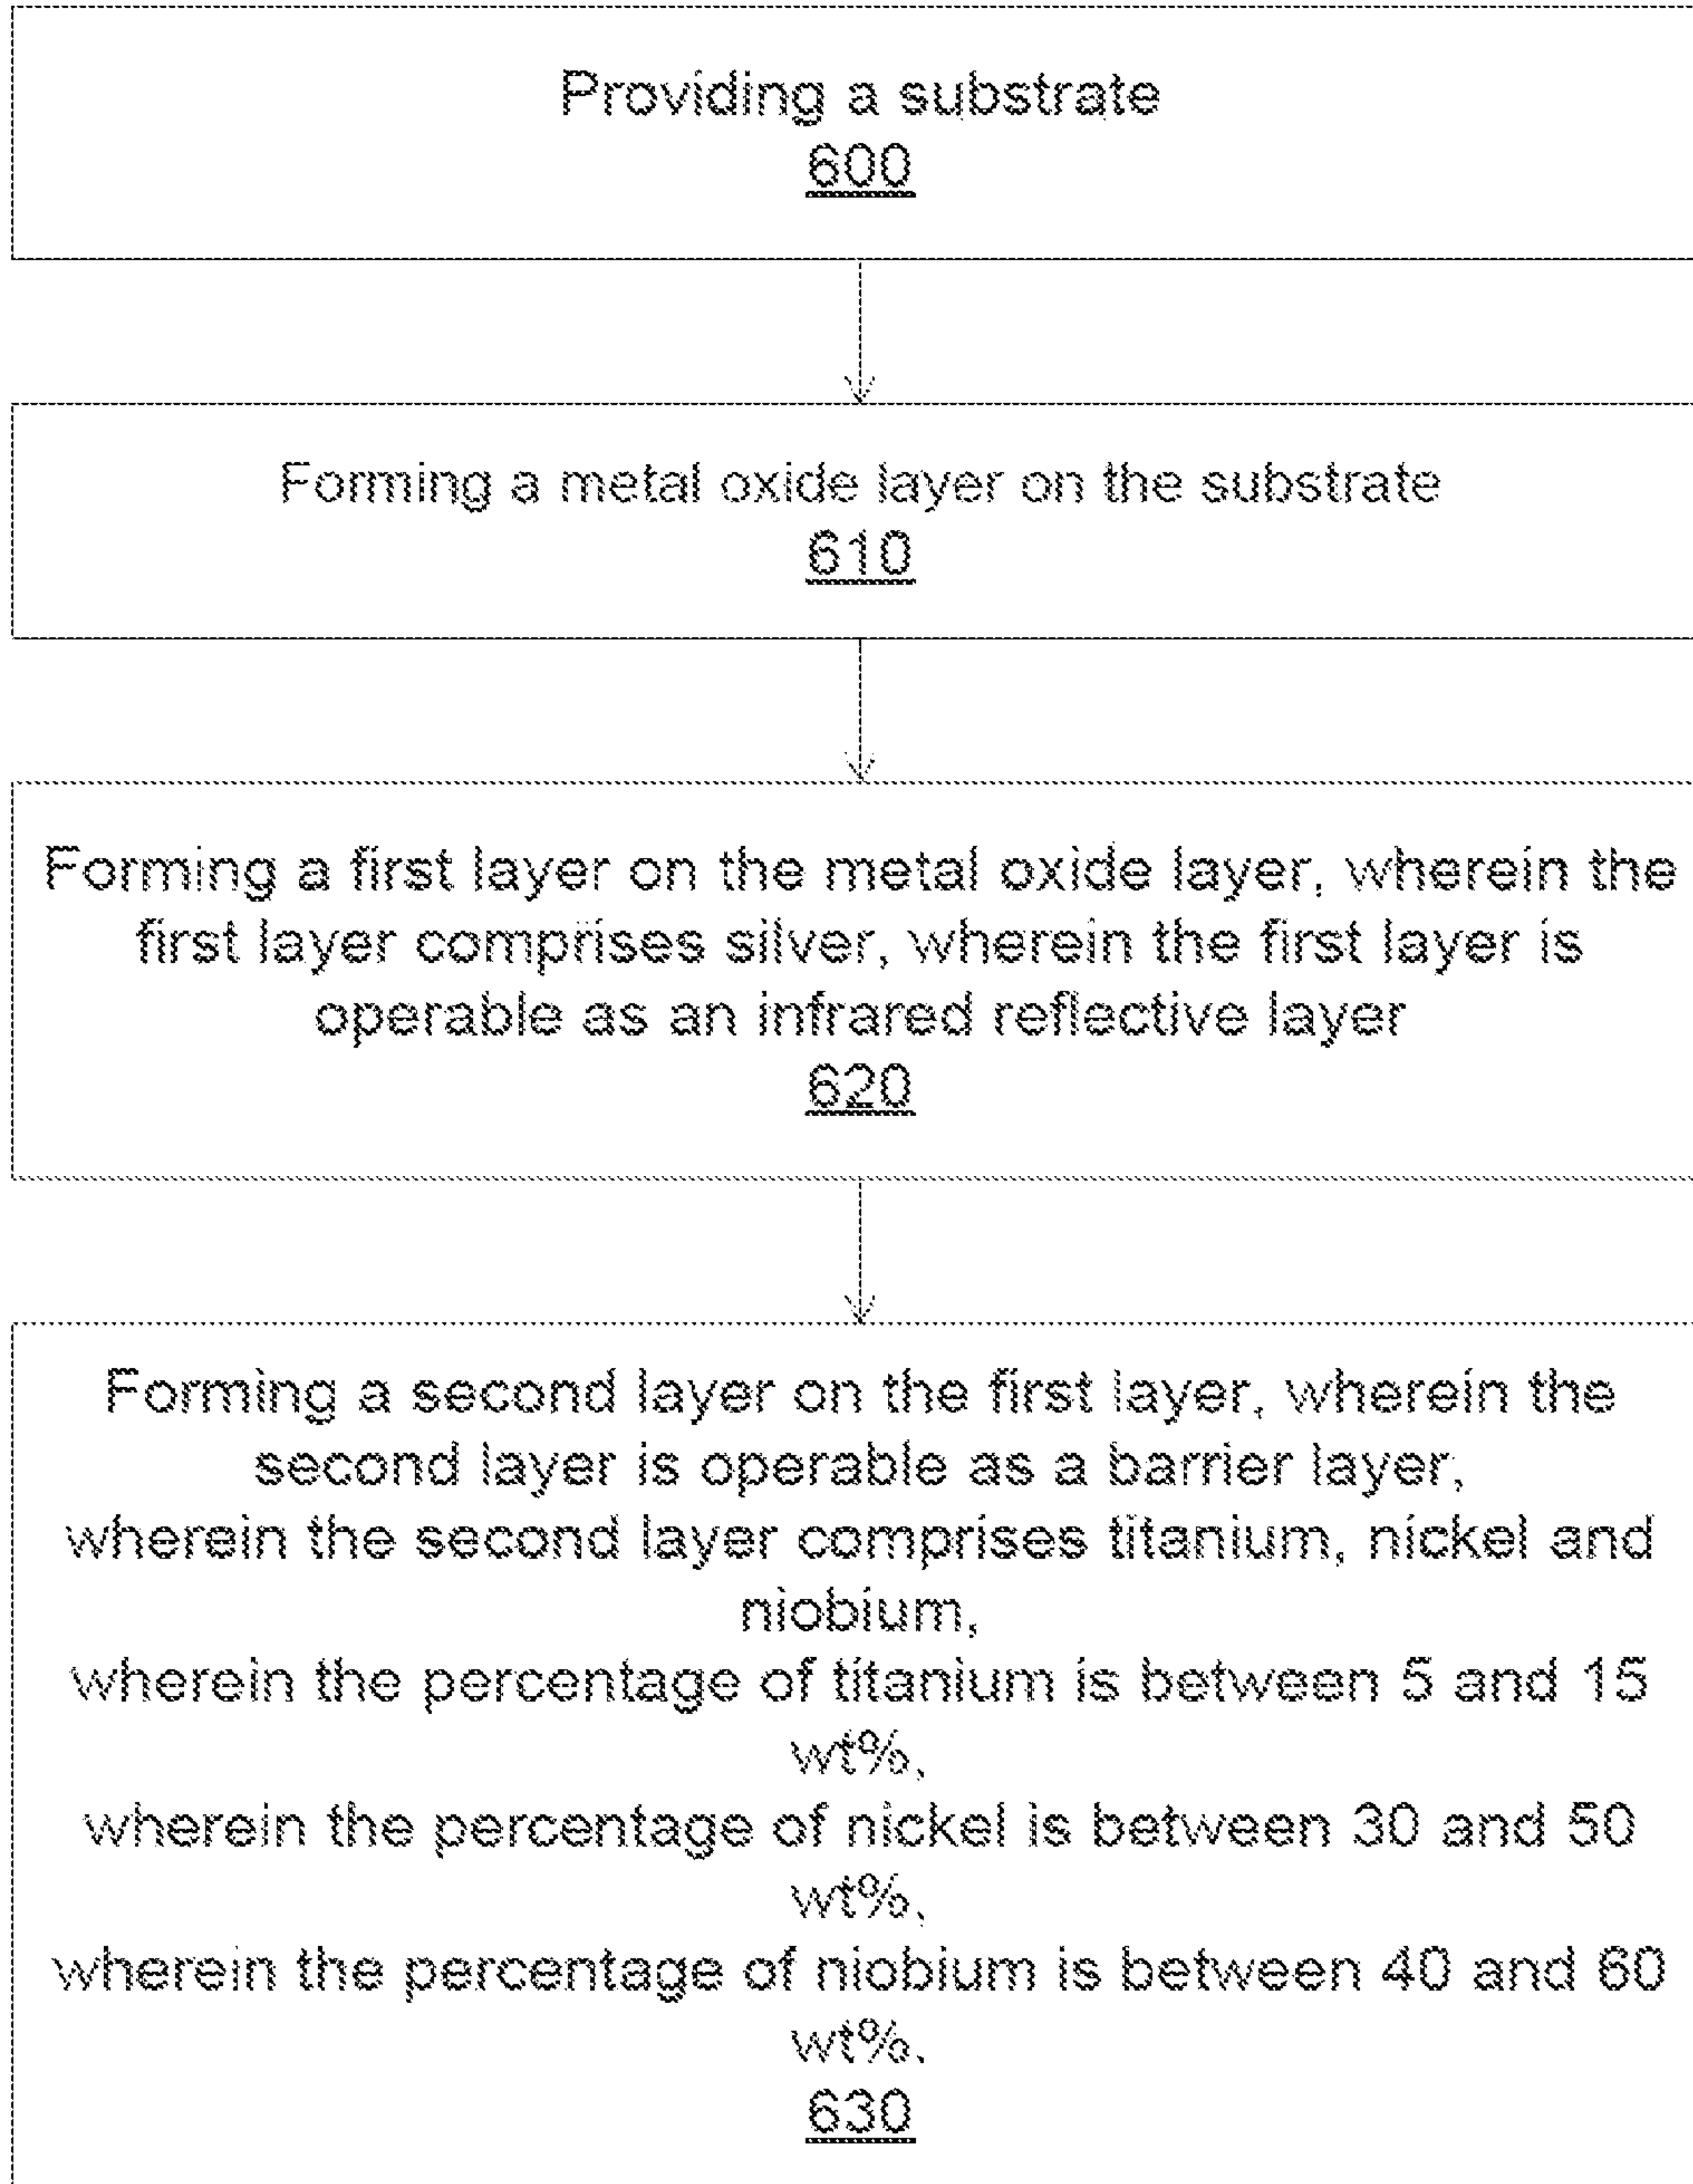 Providing a substrate
600
Forming a metal oxide layer on the substrate
610
Forming a first layer on the metal oxide layer, wherein the
first layer comprises silver, wherein the first layer is
operable as an infrared reflective layer
620
Forming a second layer on the first layer, wherein the
second layer is operable as a barrier layer,
wherein the second layer comprises titanium, nickel and
niobium,
wherein the percentage of titanium is between 5 and 15
wt%,
wherein the percentage of nickel is between 30 and 50
wt%,
wherein the percentage of niobium is between 40 and 60
wt%.
630